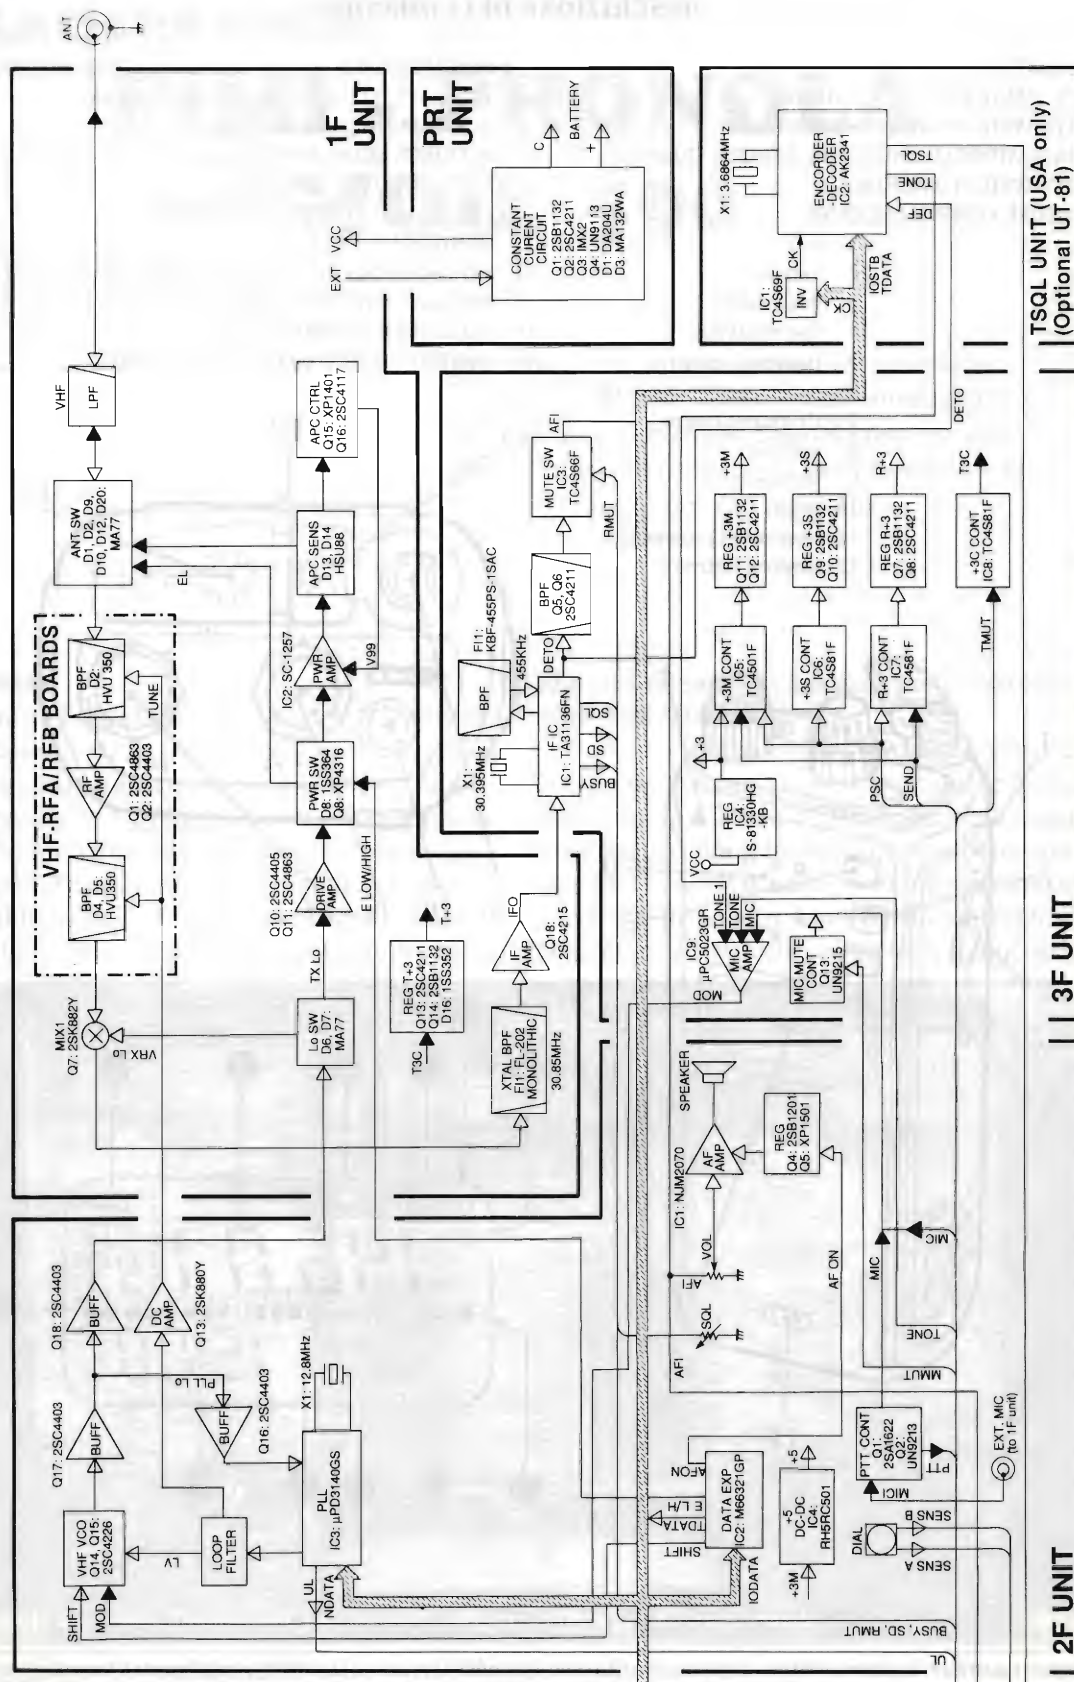 ANT
1F
UNIT
PRT
UNIT
VHF
LPF
ANT SW
D1, D2, D9,
D10, D12, D20:
MA77
VHF-RFA/RFB BOARDS
BPF
D2:
HVU 350
TUNE
RF
AMP
Q1: 2SC4863
Q2: 2SC4403
BPF
D4, D5:
HVU350
MIX1
Q7: 2SK882Y
VRX Lo
EL
APC CTRL
Q15: XP1401
Q16: 2SC4117
APC SENS
D13, D14
HSU88
IC2: SC-1257
PWR
AMP
V99
PWR SW
D8: 1SS364
Q8: XP4316
E LOW/HIGH
Q10: 2SC4405
Q11: 2SC4863
DRIVE
AMP
TX Lo
Lo SW
D6, D7:
MA77
T+3
REG T+3
Q13: 2SC4211
Q14: 2SB1132
D16: 1SS352
T3C
IFO
IF
AMP
Q18:
2SC4215
XTAL BPF
FI1: FL-202
MONOLITHIC
30.85MHz
EXT
VCC
C
BATTERY
+
CONSTANT
CURENT
CIRCUIT
Q1: 2SB1132
Q2: 2SC4211
Q3: IMX2
Q4: UN9113
D1: DA204U
D3: MA132WA
X1: 3.6864MHz
ENCORDER
-DECODER
IC2: AK2341
TSQL
TONE
DEF
IC1:
TC4S69F
INV
CK
CK
IOSTB
TDATA
TSQL UNIT (USA only)
(Optional UT-81)
AFI
MUTE SW
IC3:
TC4S66F
RMUT
BPF
Q5, Q6
2SC4211
FI1:
KBF-455PS-1SAC
BPF
455KHz
DETO
X1:
30.395MHz
IF IC
IC1: TA31136FN
SQL
SD
BUSY
DETO
+3M
REG +3M
Q11: 2SB1132
Q12: 2SC4211
+3S
REG +3S
Q9: 2SB1132
Q10: 2SC4211
R+3
REG R+3
Q7: 2SB1132
Q8: 2SC4211
T3C
+3C CONT
IC8: TC4S81F
TMUT
+3M CONT
IC5:
TC4501F
+3S CONT
IC6:
TC4S81F
R+3 CONT
IC7:
TC4581F
+3
REG
IC4:
S-81330HG
-KB
VCC
PSC
SEND
TONE 1
TONE
MIC
IC9:
µPC5023GR
MIC
AMP
MOD
MIC MUTE
CONT
Q13:
UN9215
3F UNIT
SPEAKER
AF
AMP
IC1: NJM2070
REG
Q4: 2SB1201
Q5: XP1501
VOL
AFI
SQL
AFI
AF ON
MIC
MIC
TONE
MMUT
Q18: 2SC4403
BUFF
DC
AMP
Q13: 2SK880Y
Q17: 2SC4403
BUFF
PLL Lo
BUFF
Q16: 2SC4403
X1: 12.8MHz
VHF VCO
Q14, Q15:
2SC4226
LV
LOOP
FILTER
PLL
IC3: µPD3140GS
SHIFT
MOD
UL
NDATA
AFON
E L/H
TDATA
SHIFT
DATA EXP
IC2: M66321GP
IODATA
+5
+5
DC-DC
IC4:
RH5RC501
+3M
PTT CONT
Q1:
2SA1622
Q2:
UN9213
PTT
MICI
EXT. MIC
(to 1F unit)
DIAL
SENS B
SENS A
BUSY, SD, RMUT
UL
2F UNIT